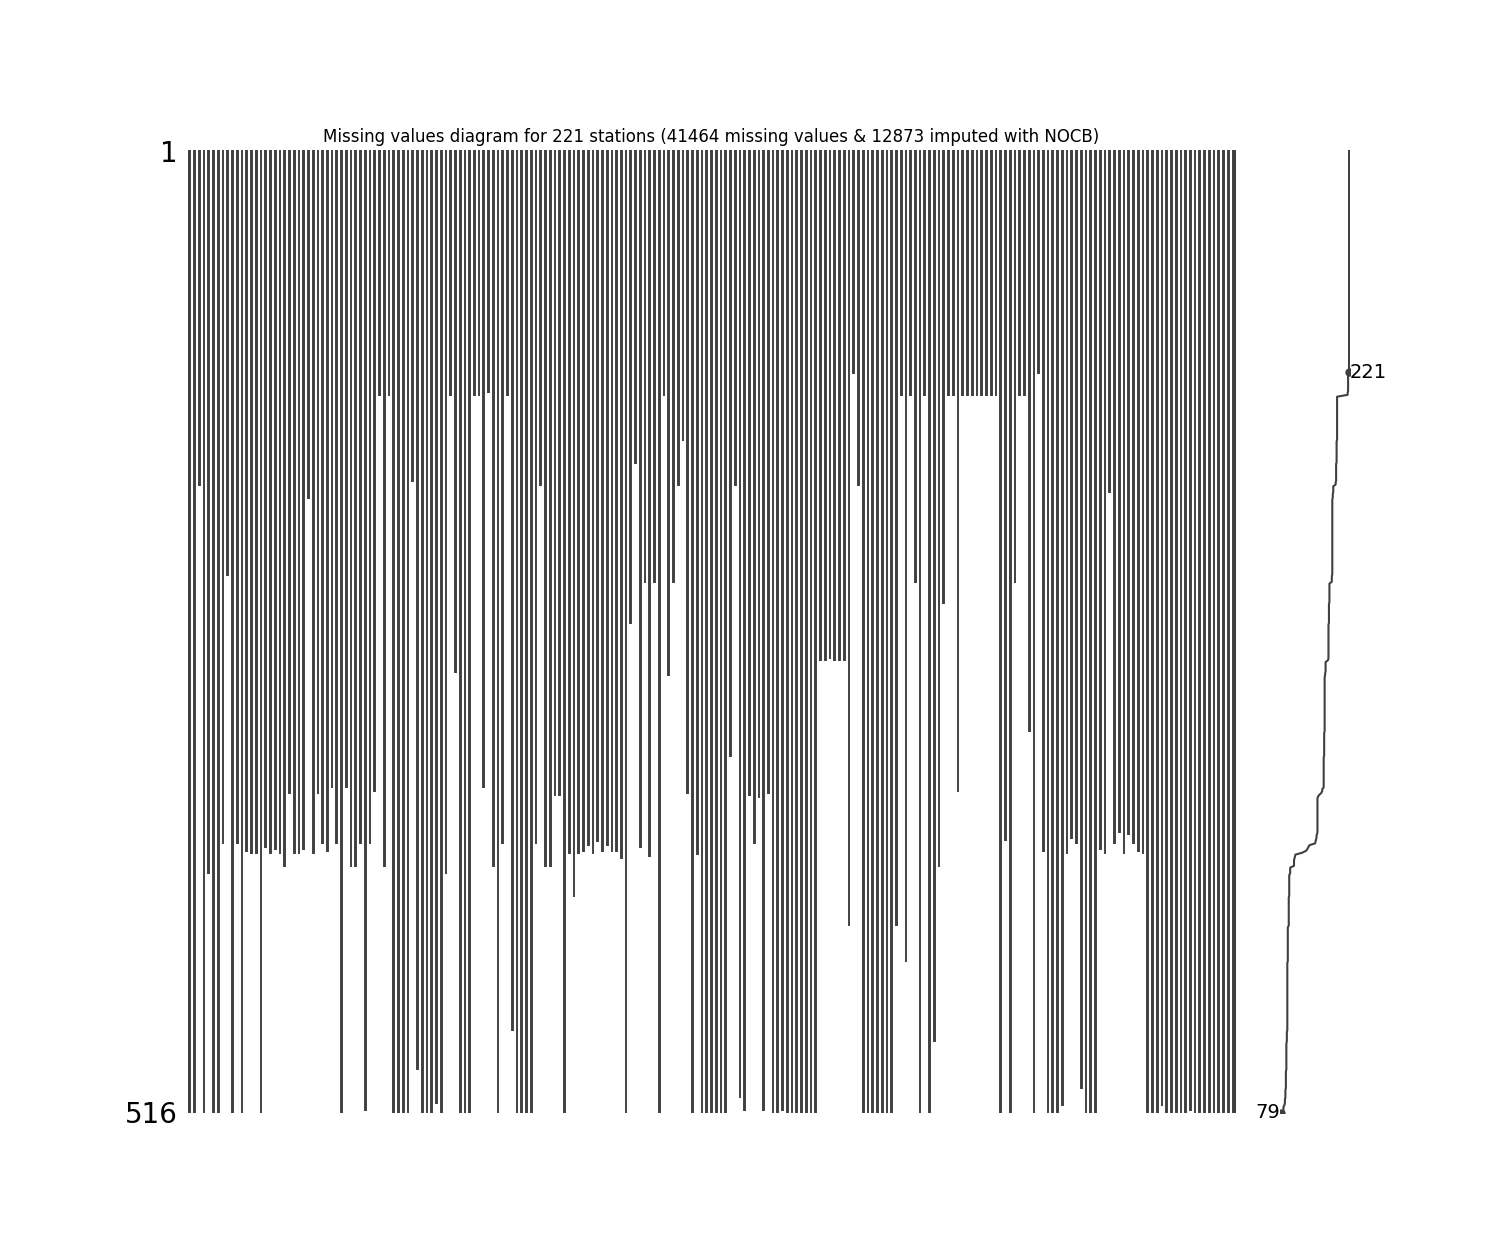 Missing values diagram for 221 stations (41464 missing values & 12873 imputed with NOCB)
1
221
516
79